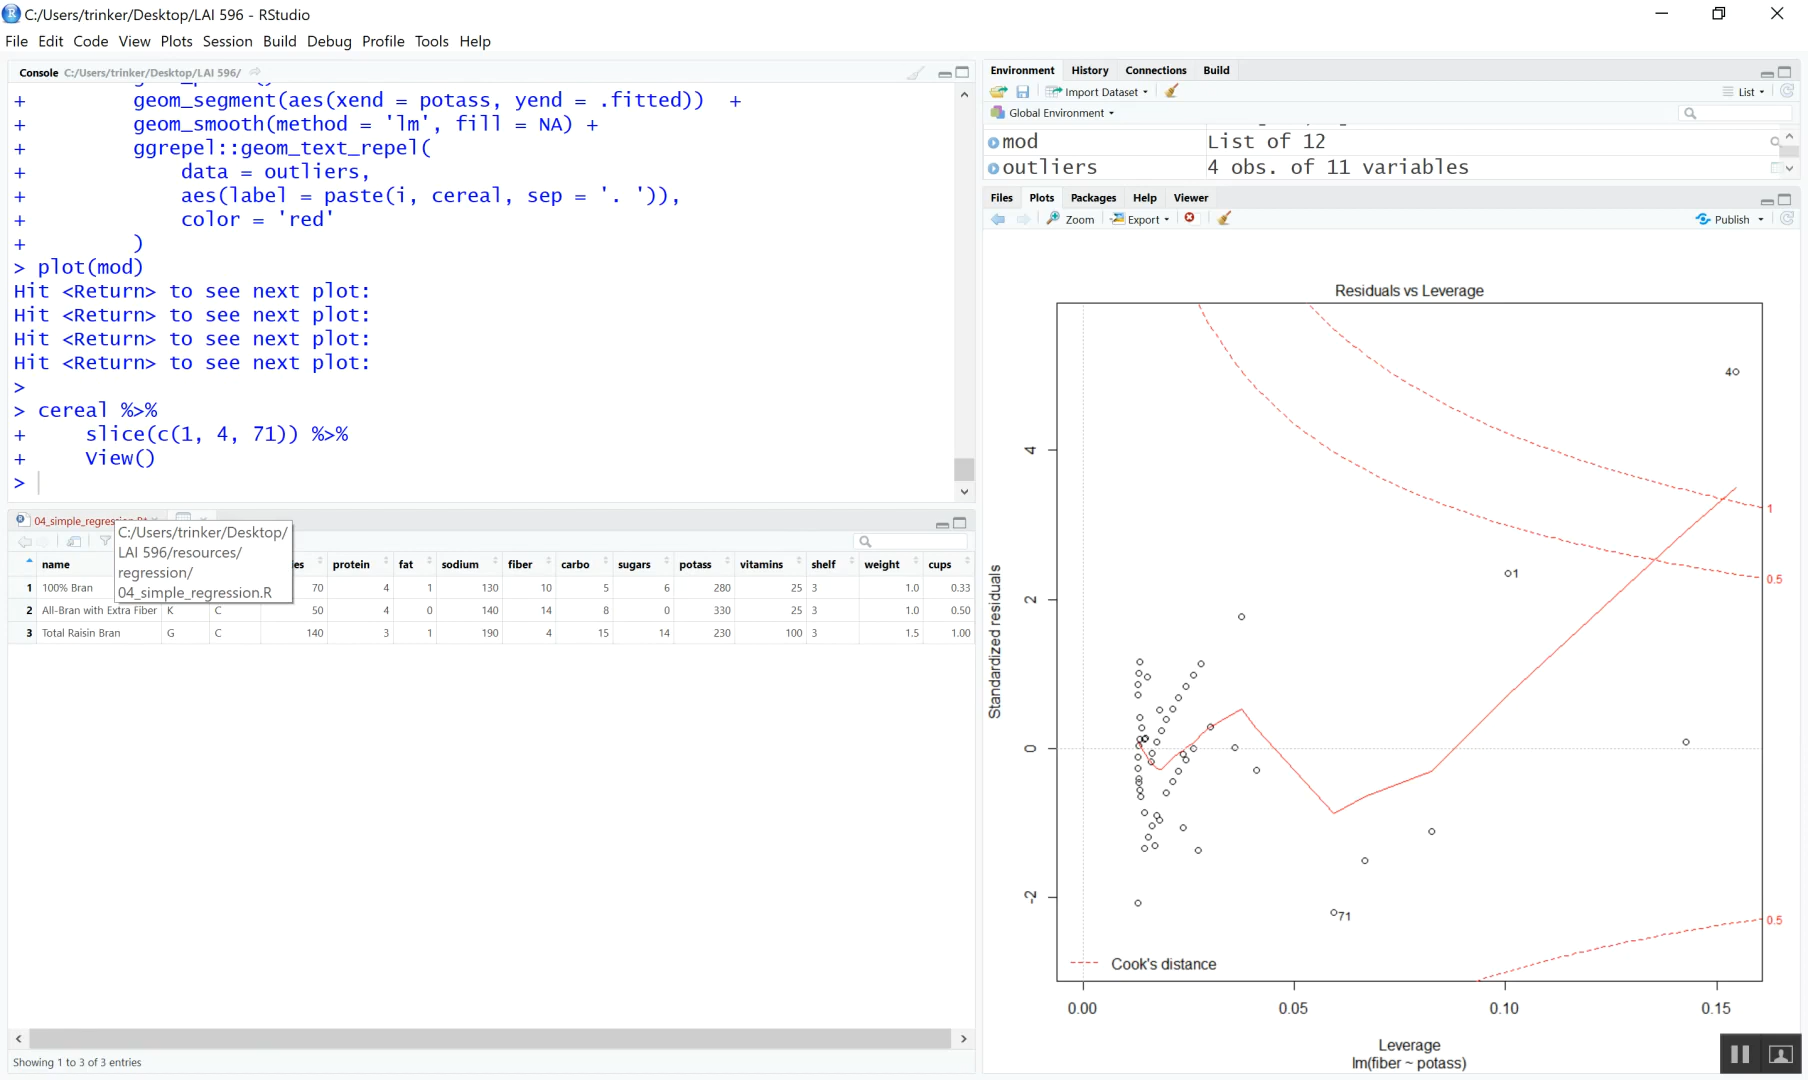 C:/Users/trinker/Desktop/LAI 596 - RStudio
File Edit Code View Plots Session Build Debug Profile Tools Help
Console C:/Users/trinker/Desktop/LAI 596/
+ geom_segment(aes(xend = potass, yend = .fitted)) +
+ geom_smooth(method = 'lm', fill = NA) +
+ ggrepel::geom_text_repel(
+ data = outliers,
+ aes(label = paste(i, cereal, sep = '. ')),
+ color = 'red'
+ )
> plot(mod)
Hit <Return> to see next plot:
Hit <Return> to see next plot:
Hit <Return> to see next plot:
Hit <Return> to see next plot:
>
> cereal %>%
+ slice(c(1, 4, 71)) %>%
+ View()
>
04_simple_regression.R*
C:/Users/trinker/Desktop/
LAI 596/resources/
regression/
04_simple_regression.R
name protein fat sodium fiber carbo sugars potass vitamins shelf weight cups
1 100% Bran 70 4 1 130 10 5 6 280 25 3 1.0 0.33
2 All-Bran with Extra Fiber K C 50 4 0 140 14 8 0 330 25 3 1.0 0.50
3 Total Raisin Bran G C 140 3 1 190 4 15 14 230 100 3 1.5 1.00
Showing 1 to 3 of 3 entries
Environment History Connections Build
Import Dataset List
Global Environment
mod List of 12
outliers 4 obs. of 11 variables
Files Plots Packages Help Viewer
Zoom Export Publish
Residuals vs Leverage
Standardized residuals
4
2
0
-2
4
1
71
1
0.5
0.5
Cook's distance
0.00 0.05 0.10 0.15
Leverage
lm(fiber ~ potass)